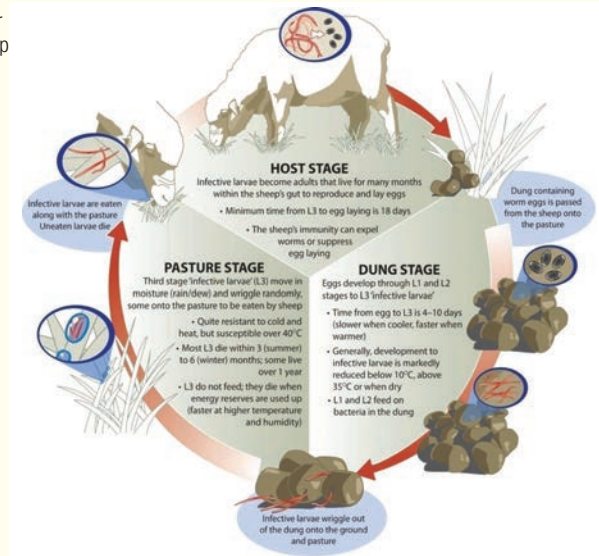 p
HOST STAGE
Infective larvae become adults that live for many months
within the sheep's gut to reproduce and lay eggs
• Minimum time from L3 to egg laying is 18 days
• The sheep's immunity can expel
worms or suppress
egg laying
Dung containing
worm eggs is passed
from the sheep onto
the pasture
DUNG STAGE
Eggs develop through L1 and L2
stages to L3 'infective larvae'
• Time from egg to L3 is 4–10 days
(slower when cooler, faster when
warmer)
• Generally, development to
infective larvae is markedly
reduced below 10°C, above
35°C or when dry
• L1 and L2 feed on
bacteria in the dung
Infective larvae wriggle out
of the dung onto the ground
and pasture
PASTURE STAGE
Third stage 'infective larvae' (L3) move in
moisture (rain/dew) and wriggle randomly,
some onto the pasture to be eaten by sheep
• Quite resistant to cold and
heat, but susceptible over 40°C
• Most L3 die within 3 (summer)
to 6 (winter) months; some live
over 1 year
• L3 do not feed; they die when
energy reserves are used up
(faster at higher temperature
and humidity)
Infective larvae are eaten
along with the pasture
Uneaten larvae die